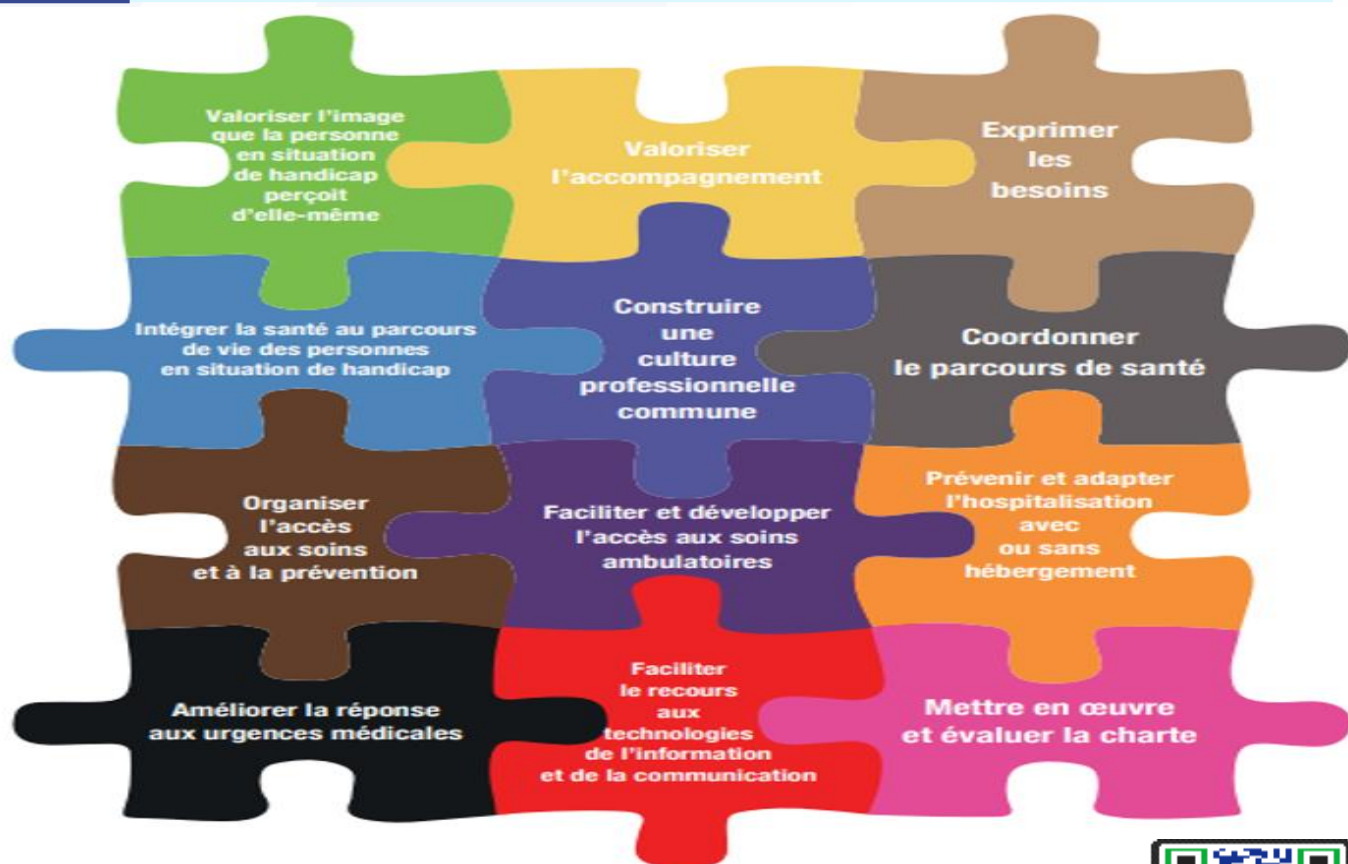 Valoriser l'image
que la personne
en situation
de handicap
perçoit
d'elle-même
Valoriser
l'accompagnement
Exprimer
les
besoins
Intégrer la santé au parcours
de vie des personnes
en situation de handicap
Construire
une
culture
professionnelle
commune
Coordonner
le parcours de santé
Organiser
l'accès
aux soins
et à la prévention
Faciliter et développer
l'accès aux soins
ambulatoires
Prévenir et adapter
l'hospitalisation
avec
ou sans
hébergement
Améliorer la réponse
aux urgences médicales
Faciliter
le recours
aux
technologies
de l'information
et de la communication
Mettre en œuvre
et évaluer la charte